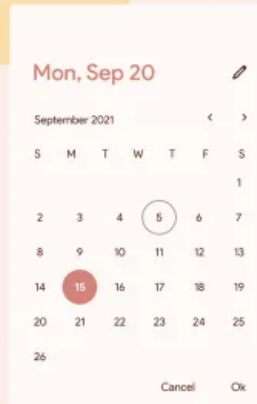 Mon, Sep 20
September 2021
S M T W T F S
1
2 3 4 5 6 7
8 9 10 11 12 13
14 15 16 17 18 19
20 21 22 23 24 25
26
Cancel Ok